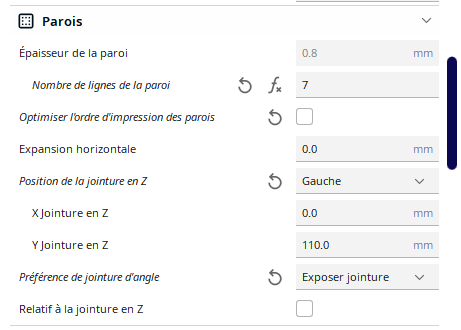 Parois
Épaisseur de la paroi 0.8 mm
Nombre de lignes de la paroi fx 7
Optimiser l'ordre d'impression des parois
Expansion horizontale 0.0 mm
Position de la jointure en Z Gauche
X Jointure en Z 0.0 mm
Y Jointure en Z 110.0 mm
Préférence de jointure d'angle Exposer jointure
Relatif à la jointure en Z